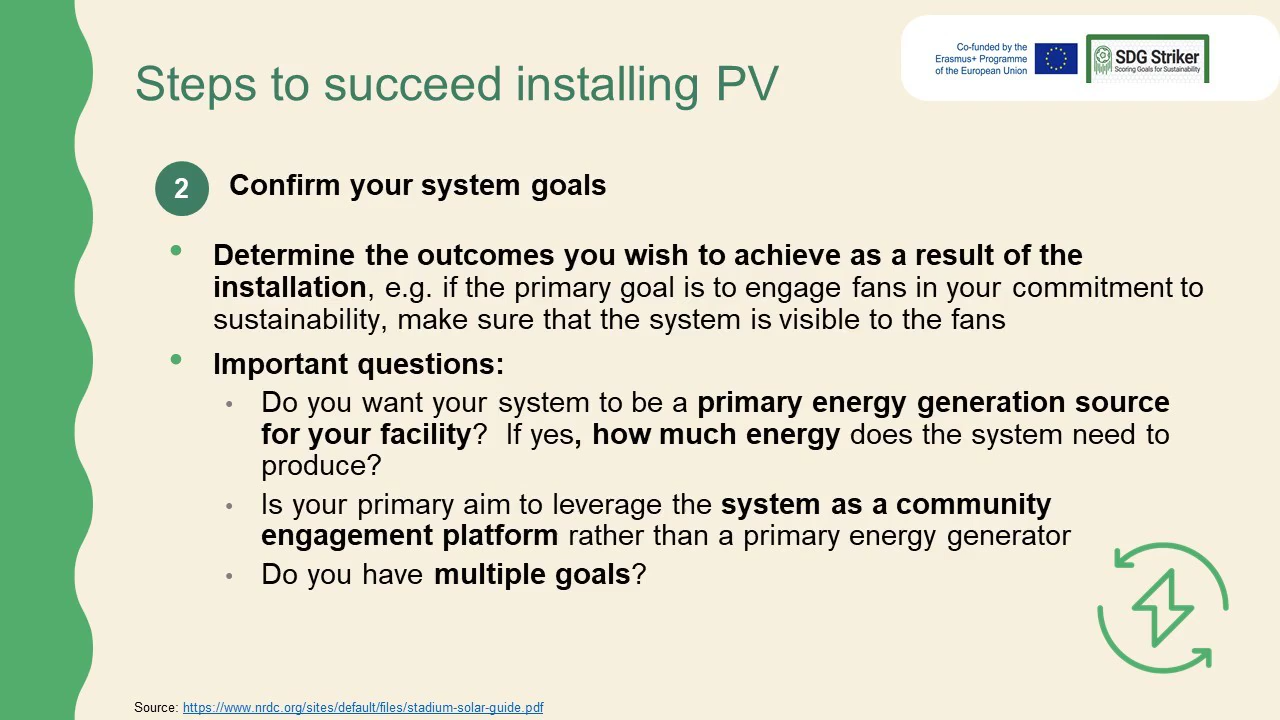 Steps to succeed installing PV
Co-funded by the
Erasmus+ Programme
of the European Union
SDG Striker
Scoring Goals for Sustainability
2
Confirm your system goals
• Determine the outcomes you wish to achieve as a result of the
installation, e.g. if the primary goal is to engage fans in your commitment to
sustainability, make sure that the system is visible to the fans
• Important questions:
• Do you want your system to be a primary energy generation source
for your facility?  If yes, how much energy does the system need to
produce?
• Is your primary aim to leverage the system as a community
engagement platform rather than a primary energy generator
• Do you have multiple goals?
Source: https://www.nrdc.org/sites/default/files/stadium-solar-guide.pdf